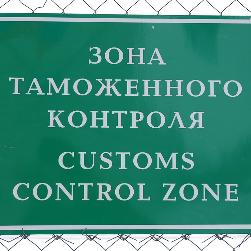 ЗОНА
ТАМОЖЕННОГО
КОНТРОЛЯ
CUSTOMS
CONTROL ZONE